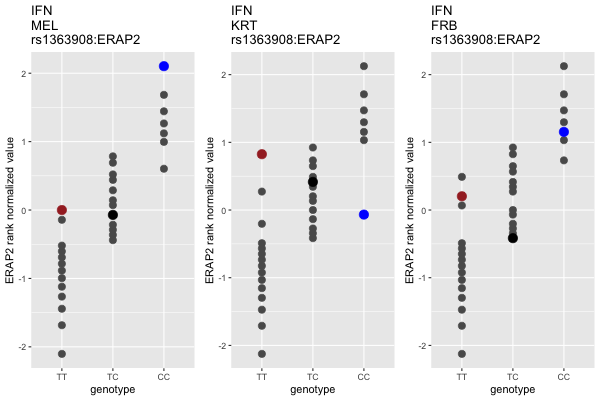 IFN
MEL
rs1363908:ERAP2
ERAP2 rank normalized value
2
1
0
-1
-2
TT
TC
CC
genotype
IFN
KRT
rs1363908:ERAP2
ERAP2 rank normalized value
2
1
0
-1
-2
TT
TC
CC
genotype
IFN
FRB
rs1363908:ERAP2
ERAP2 rank normalized value
2
1
0
-1
-2
TT
TC
CC
genotype